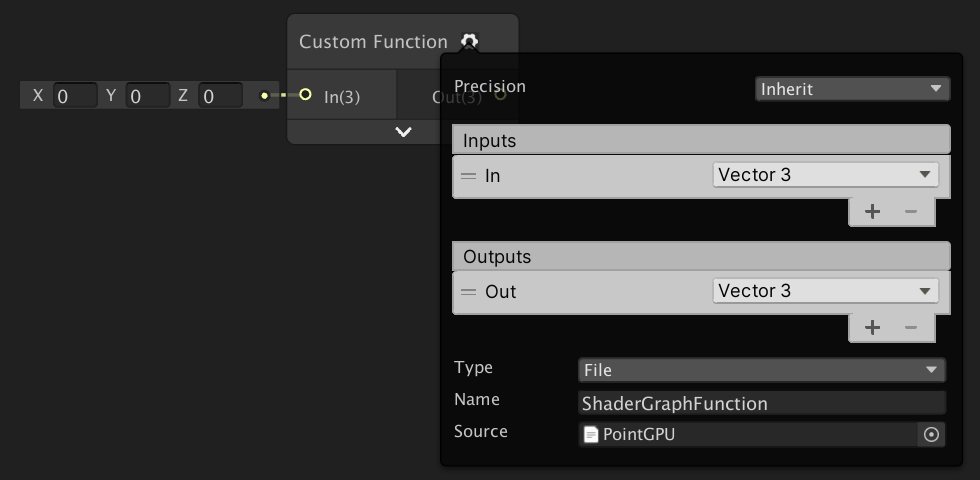 Custom Function
X 0 Y 0 Z 0
In(3)
Out(3)
Precision
Inherit
Inputs
In
Vector 3
+ −
Outputs
Out
Vector 3
+ −
Type
File
Name
ShaderGraphFunction
Source
PointGPU